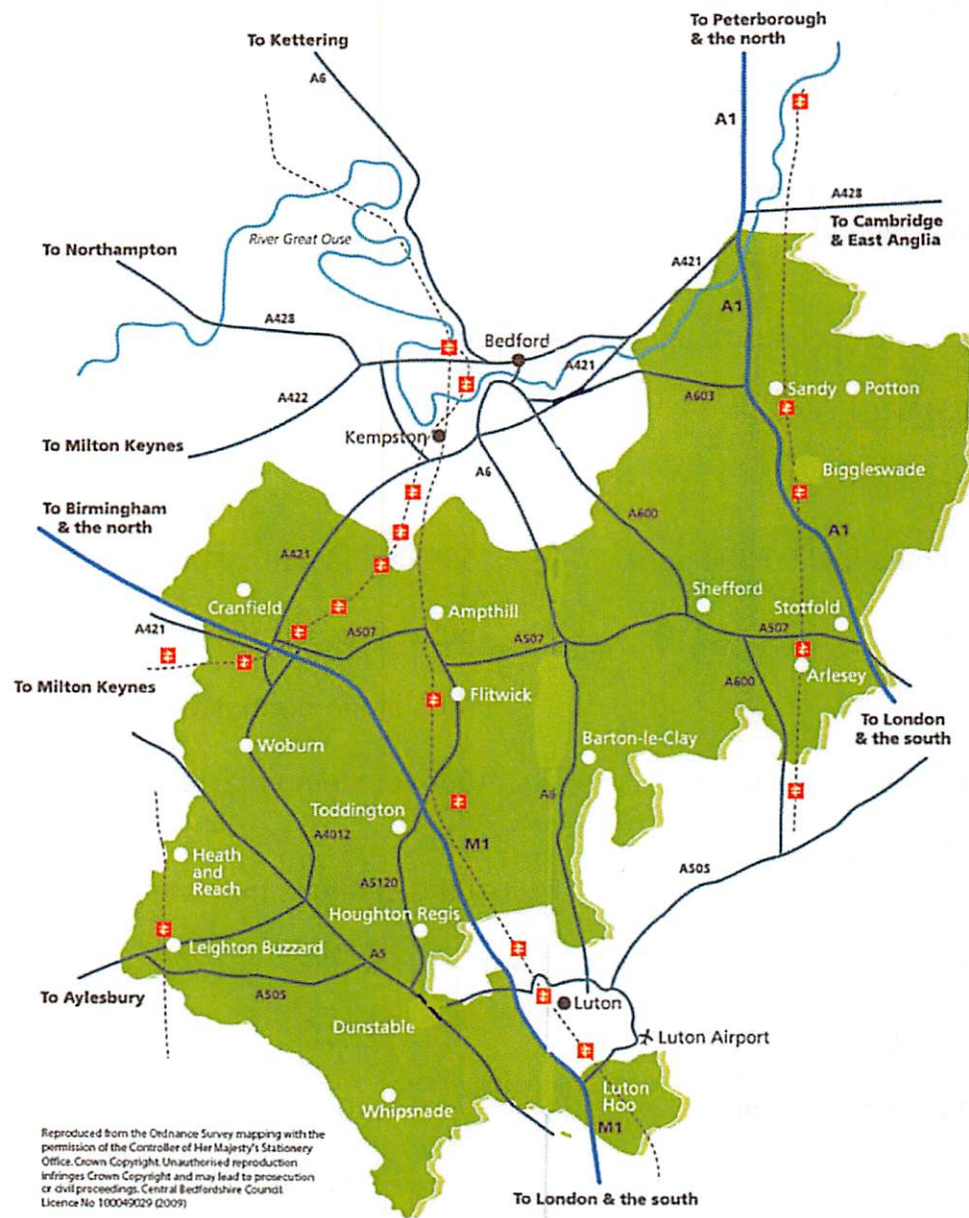 To Kettering
To Peterborough
& the north
A6
A1
A428
To Cambridge
& East Anglia
River Great Ouse
To Northampton
A421
A1
A428
Bedford
A421
A422
A603
Sandy
Potton
Kempston
To Milton Keynes
A6
Biggleswade
To Birmingham
& the north
A600
A1
A421
Cranfield
Ampthill
Shefford
Stotfold
A421
A507
A507
A507
To Milton Keynes
Flitwick
A600
Arlesey
To London
& the south
Woburn
Barton-le-Clay
Toddington
A6
A4012
M1
Heath
and
Reach
A5120
A505
Houghton Regis
Leighton Buzzard
A5
To Aylesbury
A505
Luton
Dunstable
Luton Airport
Whipsnade
Luton
Hoo
M1
Reproduced from the Ordnance Survey mapping with the
permission of the Controller of Her Majesty's Stationery
Office. Crown Copyright. Unauthorised reproduction
infringes Crown Copyright and may lead to prosecution
or civil proceedings. Central Bedfordshire Council
Licence No 100049029 (2009)
To London & the south